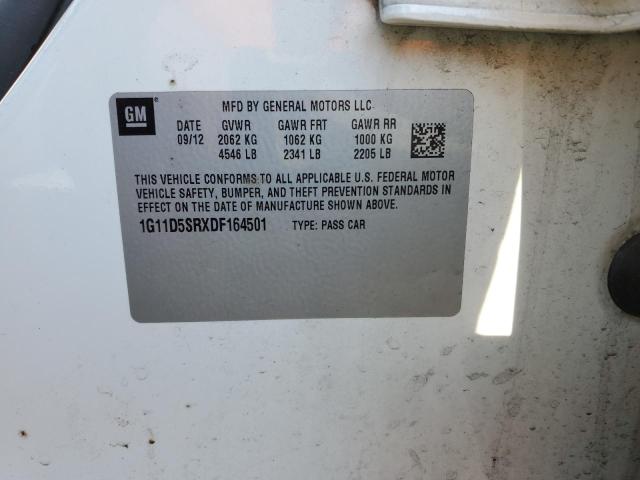 GM
®
MFD BY GENERAL MOTORS LLC
DATE GVWR GAWR FRT GAWR RR
09/12 2062 KG 1062 KG 1000 KG
4546 LB 2341 LB 2205 LB
THIS VEHICLE CONFORMS TO ALL APPLICABLE U.S. FEDERAL MOTOR
VEHICLE SAFETY, BUMPER, AND THEFT PREVENTION STANDARDS IN
EFFECT ON THE DATE OF MANUFACTURE SHOWN ABOVE.
1G11D5SRXDF164501 TYPE: PASS CAR